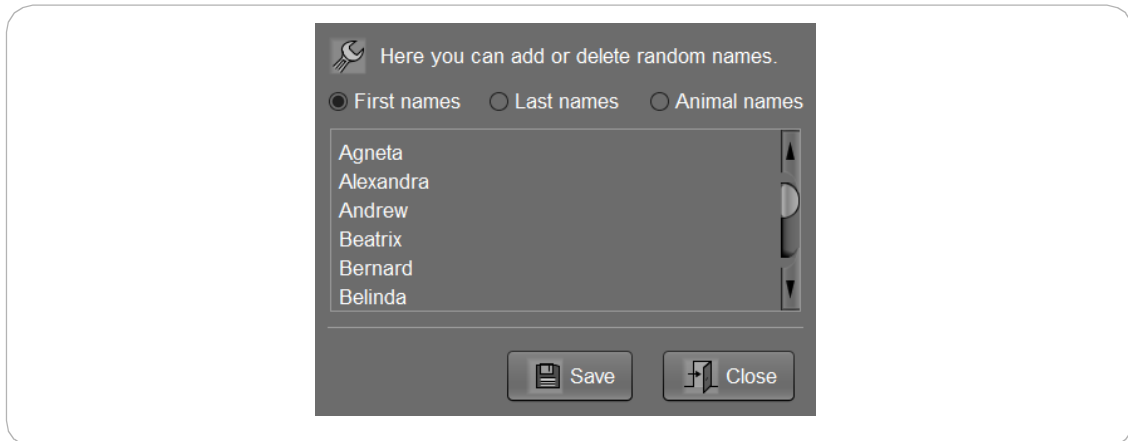 Here you can add or delete random names.
First names Last names Animal names
Agneta
Alexandra
Andrew
Beatrix
Bernard
Belinda
Save Close